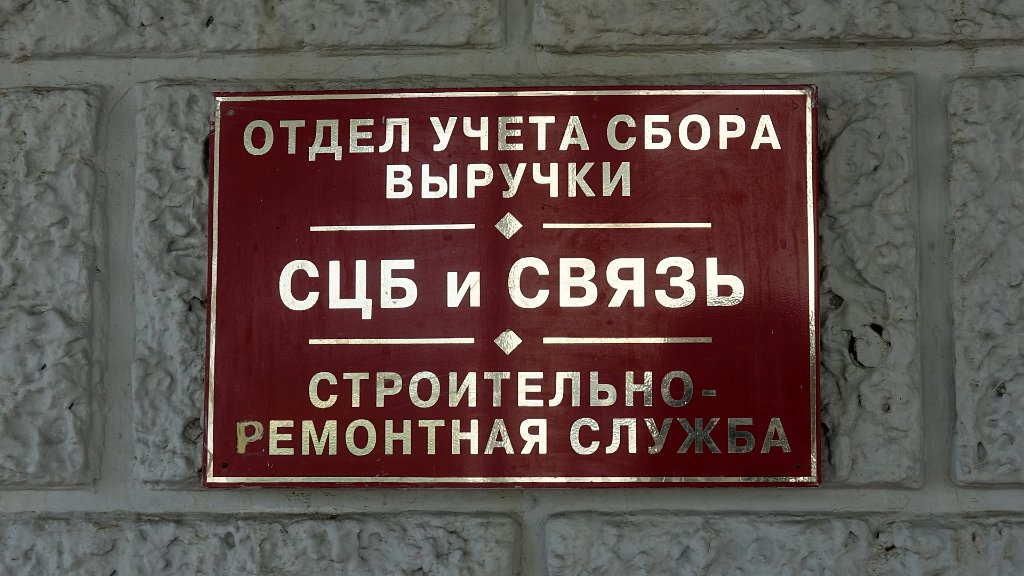 ОТДЕЛ УЧЕТА СБОРА
ВЫРУЧКИ
СЦБ и СВЯЗЬ
СТРОИТЕЛЬНО-
РЕМОНТНАЯ СЛУЖБА